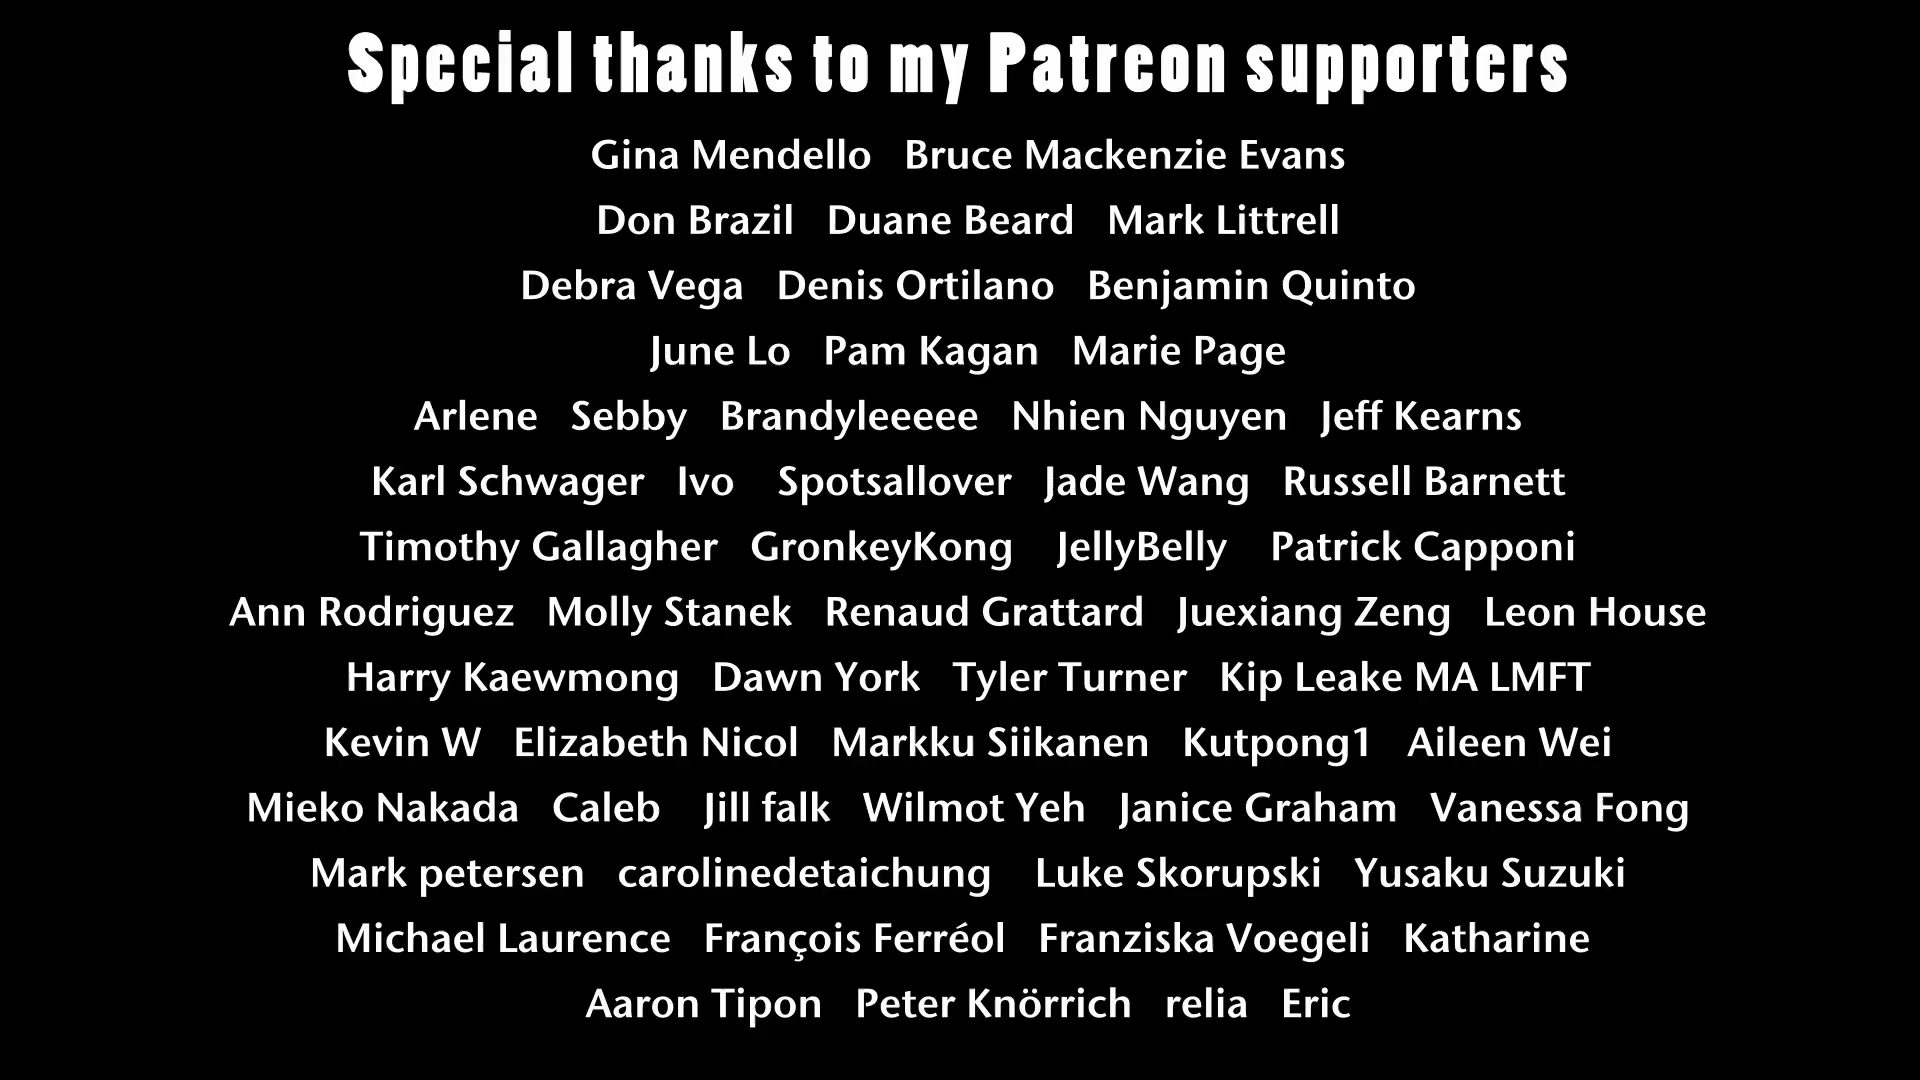 Special thanks to my Patreon supporters
Gina Mendello Bruce Mackenzie Evans
Don Brazil Duane Beard Mark Littrell
Debra Vega Denis Ortilano Benjamin Quinto
June Lo Pam Kagan Marie Page
Arlene Sebby Brandyleeeee Nhien Nguyen Jeff Kearns
Karl Schwager Ivo Spotsallover Jade Wang Russell Barnett
Timothy Gallagher GronkeyKong JellyBelly Patrick Capponi
Ann Rodriguez Molly Stanek Renaud Grattard Juexiang Zeng Leon House
Harry Kaewmong Dawn York Tyler Turner Kip Leake MA LMFT
Kevin W Elizabeth Nicol Markku Siikanen Kutpong1 Aileen Wei
Mieko Nakada Caleb Jill falk Wilmot Yeh Janice Graham Vanessa Fong
Mark petersen carolinedetaichung Luke Skorupski Yusaku Suzuki
Michael Laurence François Ferréol Franziska Voegeli Katharine
Aaron Tipon Peter Knörrich relia Eric